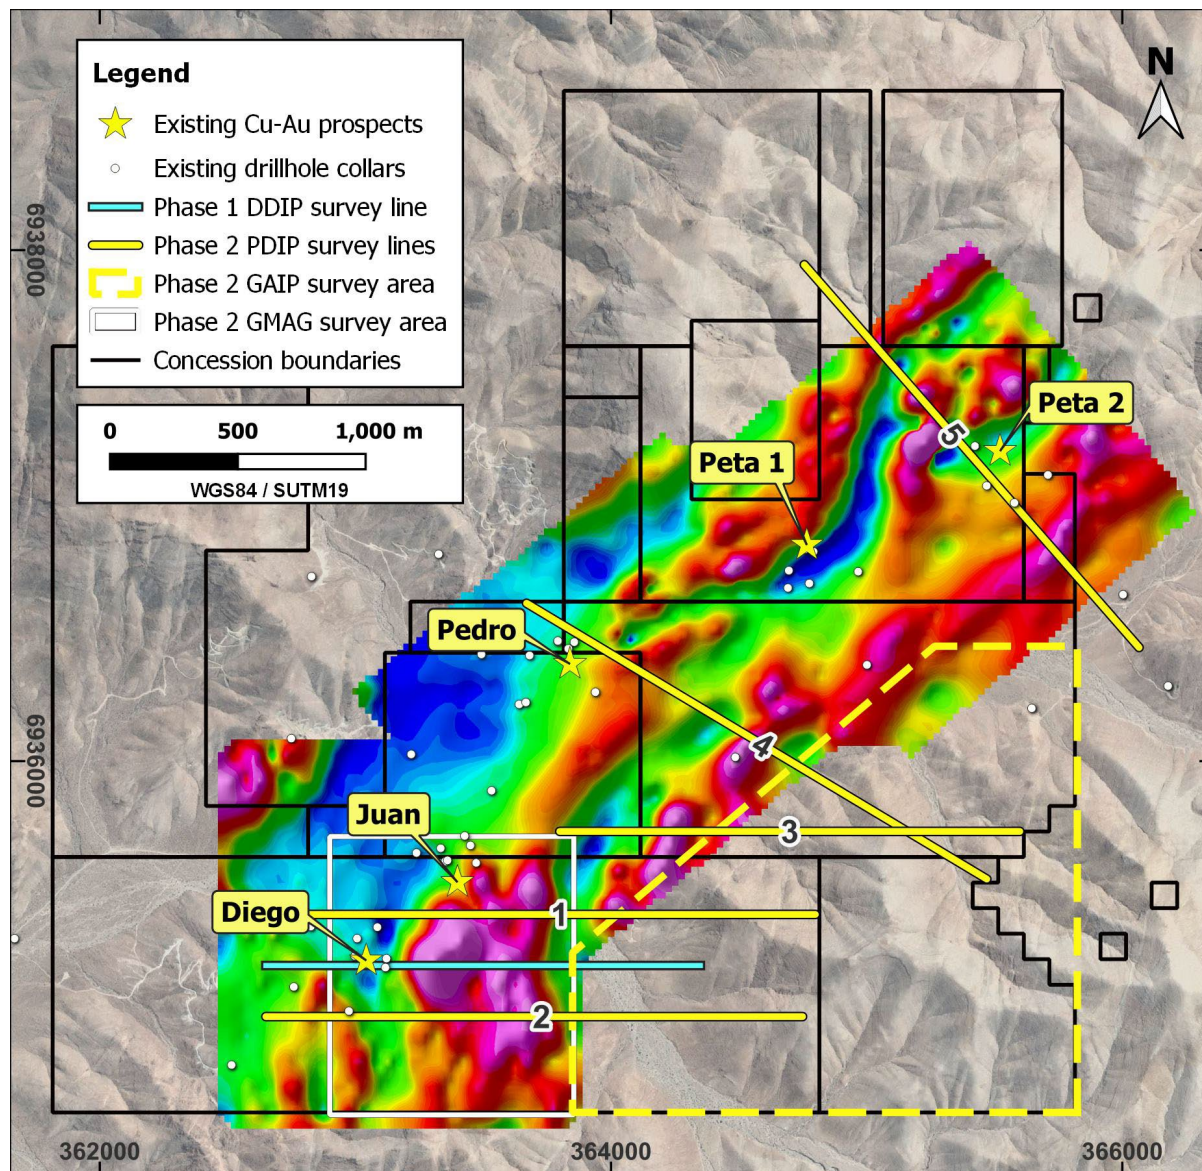 Legend
Existing Cu-Au prospects
Existing drillhole collars
Phase 1 DDIP survey line
Phase 2 PDIP survey lines
Phase 2 GAIP survey area
Phase 2 GMAG survey area
Concession boundaries
0 500 1,000 m
WGS84 / SUTM19
N
6938000
6936000
Peta 2
5
Peta 1
Pedro
4
Juan
3
Diego
1
2
362000 364000 366000